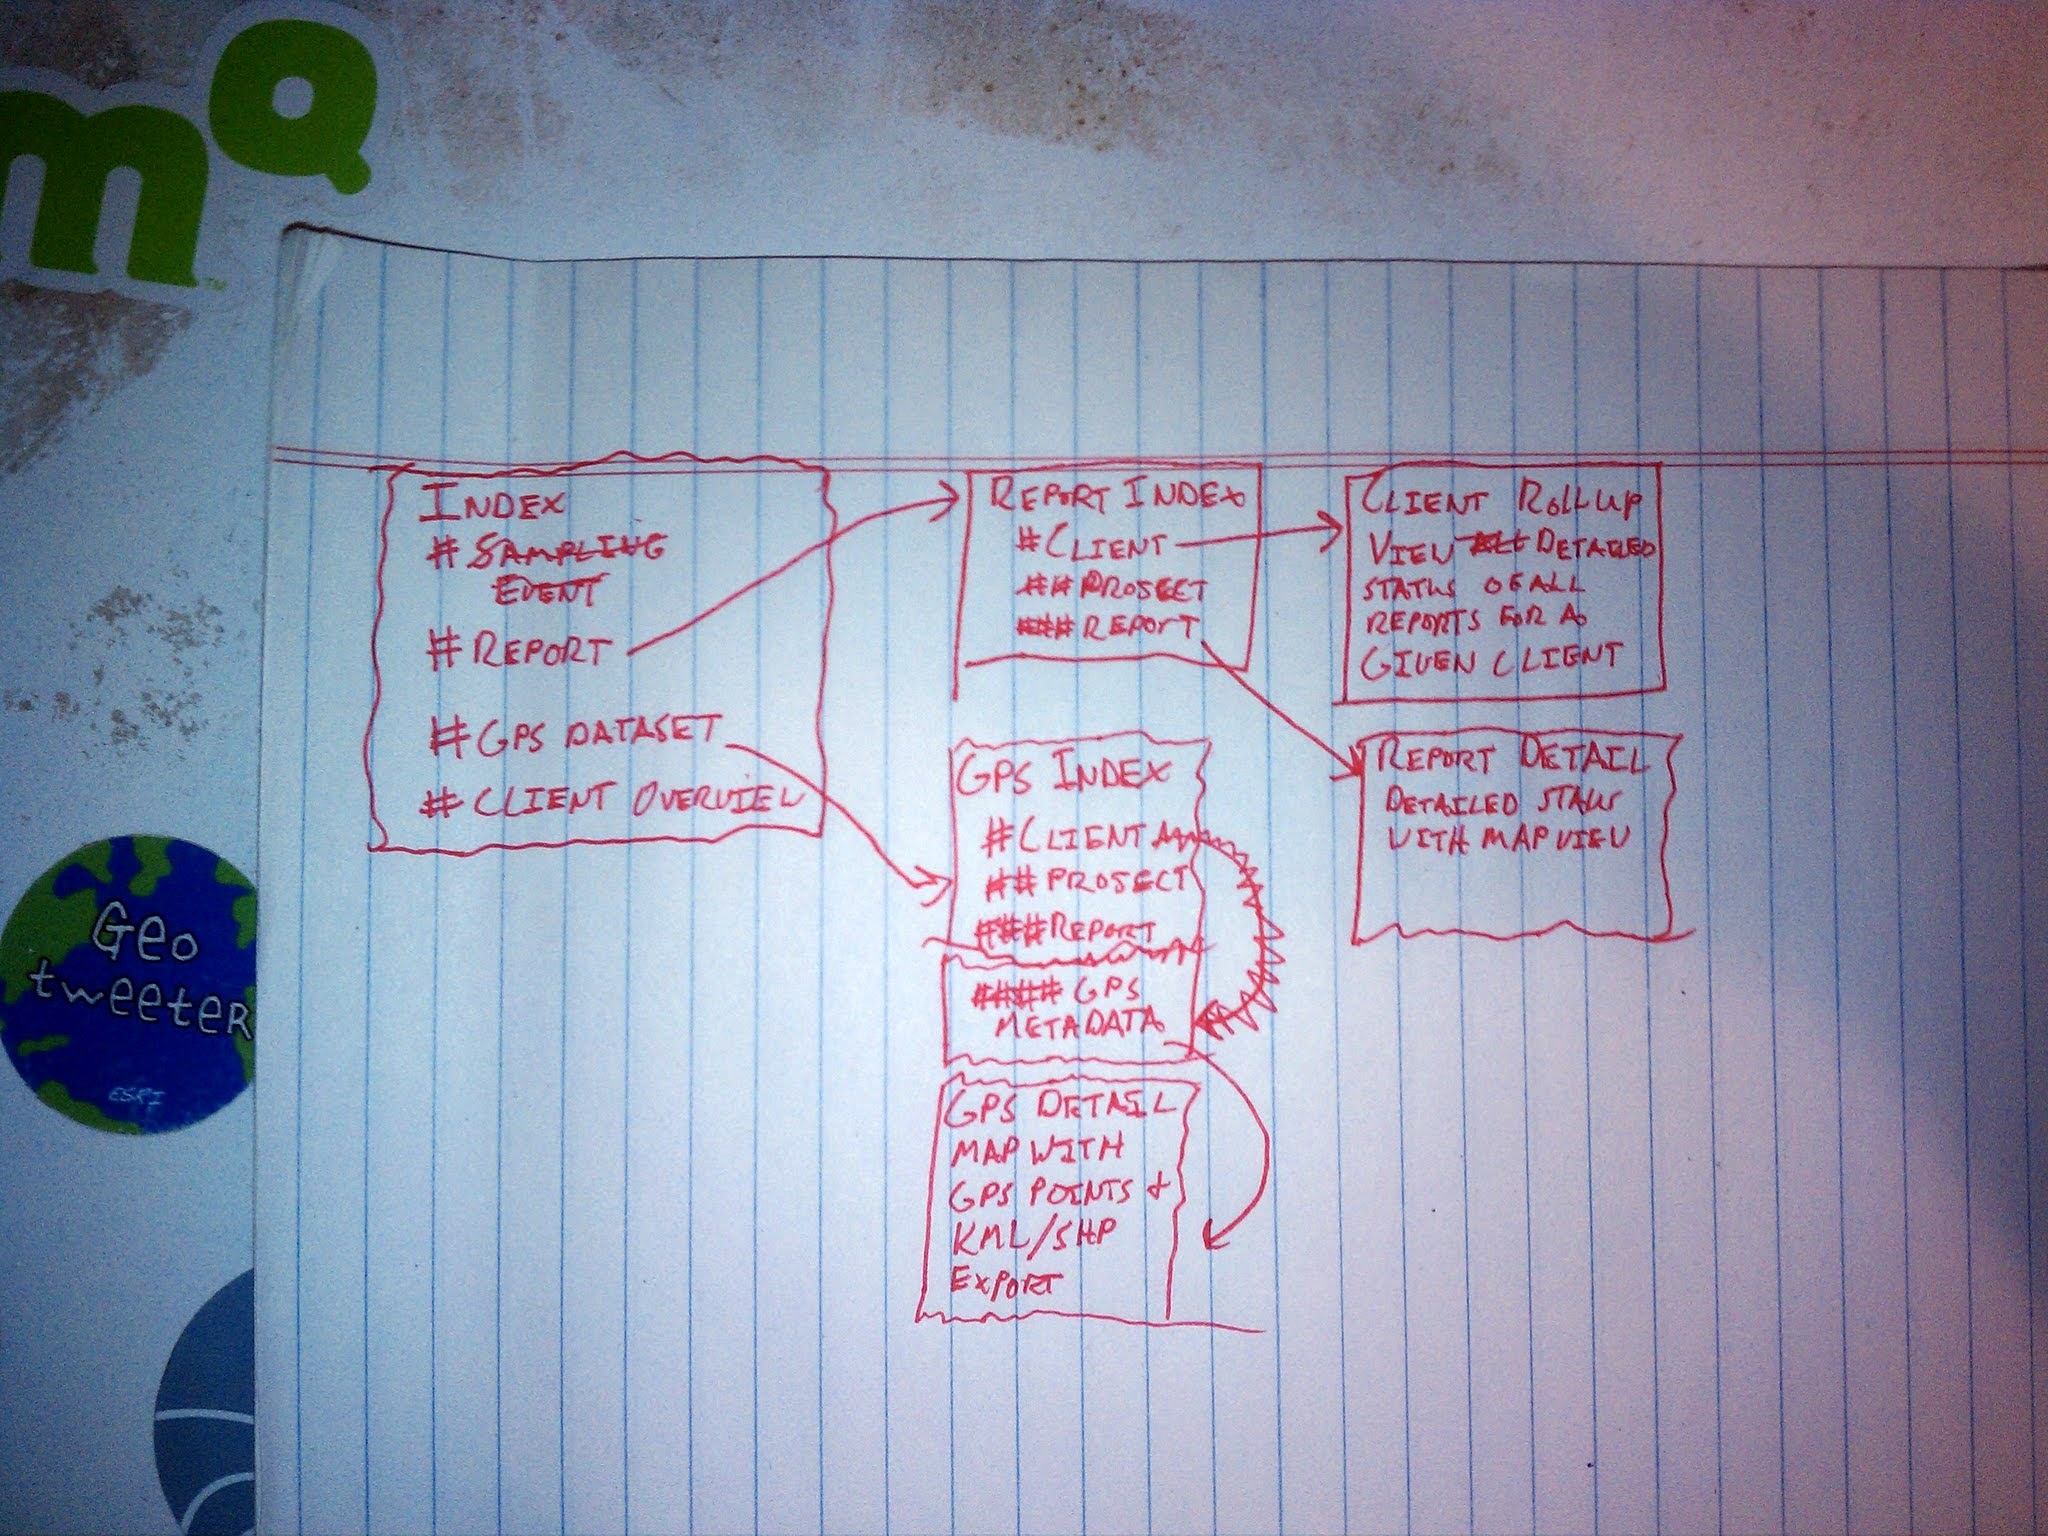 mQ
™
INDEX
# SAMPLING
EVENT
# REPORT
# GPS DATASET
# CLIENT OVERVIEW
REPORT INDEX
# CLIENT
## PROJECT
### REPORT
CLIENT ROLLUP
VIEW ALL DETAILED
STATUS OF ALL
REPORTS FOR A
GIVEN CLIENT
REPORT DETAIL
DETAILED STATUS
WITH MAP VIEW
GPS INDEX
# CLIENT
## PROJECT
### REPORT
#### GPS
METADATA
GPS DETAIL
MAP WITH
GPS POINTS +
KML/SHP
EXPORT
Geo
tweeter
ESRI